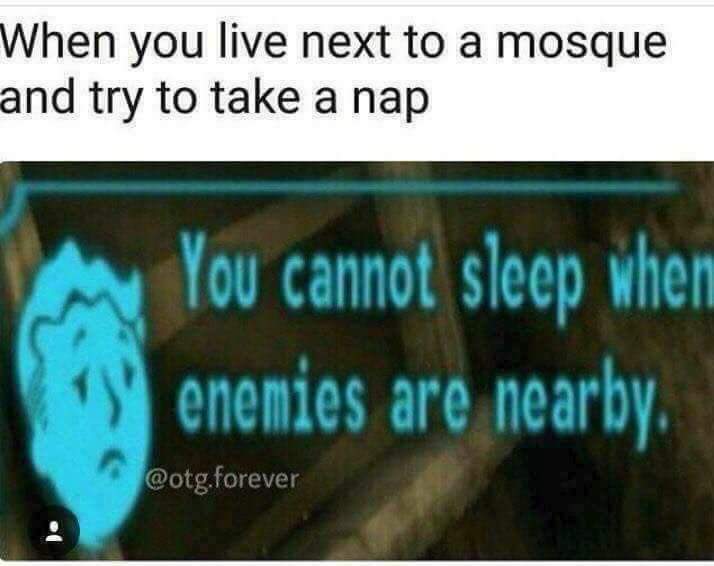 When you live next to a mosque
and try to take a nap
You cannot sleep when
enemies are nearby.
@otg.forever